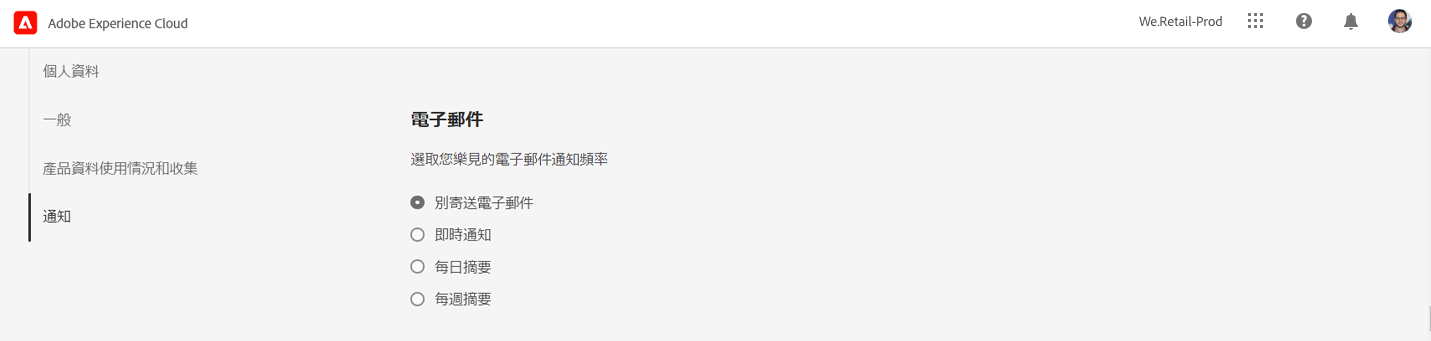 Adobe Experience Cloud
We.Retail-Prod
個人資料
一般
產品資料使用情況和收集
通知
電子郵件
選取您樂見的電子郵件通知頻率
別寄送電子郵件
即時通知
每日摘要
每週摘要